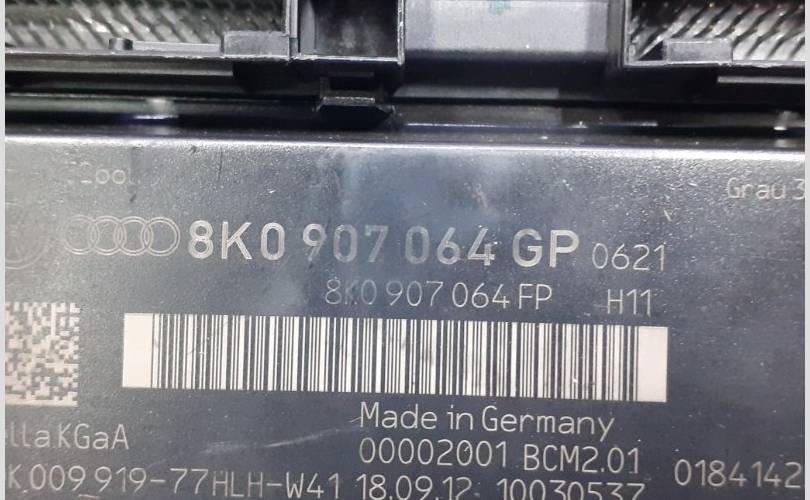 Grau 3
8K0 907 064 GP 0621
8K0 907 064 FP H11
llaKGaA
Made in Germany
00002001 BCM2.01
K 009 919-77HLH-W41 18.09.12 10030537
0184142